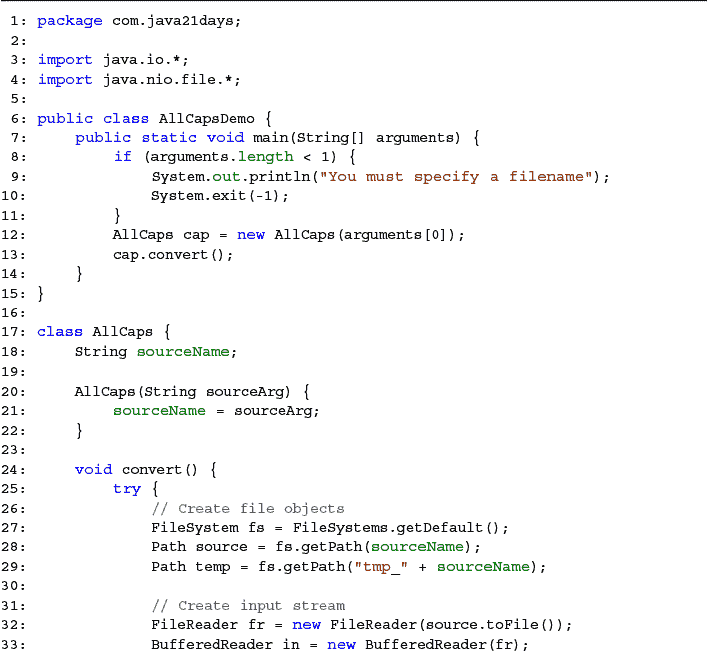 1: package com.java21days;
2:
3: import java.io.*;
4: import java.nio.file.*;
5:
6: public class AllCapsDemo {
7:     public static void main(String[] arguments) {
8:         if (arguments.length < 1) {
9:             System.out.println("You must specify a filename");
10:             System.exit(-1);
11:         }
12:         AllCaps cap = new AllCaps(arguments[0]);
13:         cap.convert();
14:     }
15: }
16:
17: class AllCaps {
18:     String sourceName;
19:
20:     AllCaps(String sourceArg) {
21:         sourceName = sourceArg;
22:     }
23:
24:     void convert() {
25:         try {
26:             // Create file objects
27:             FileSystem fs = FileSystems.getDefault();
28:             Path source = fs.getPath(sourceName);
29:             Path temp = fs.getPath("tmp_" + sourceName);
30:
31:             // Create input stream
32:             FileReader fr = new FileReader(source.toFile());
33:             BufferedReader in = new BufferedReader(fr);